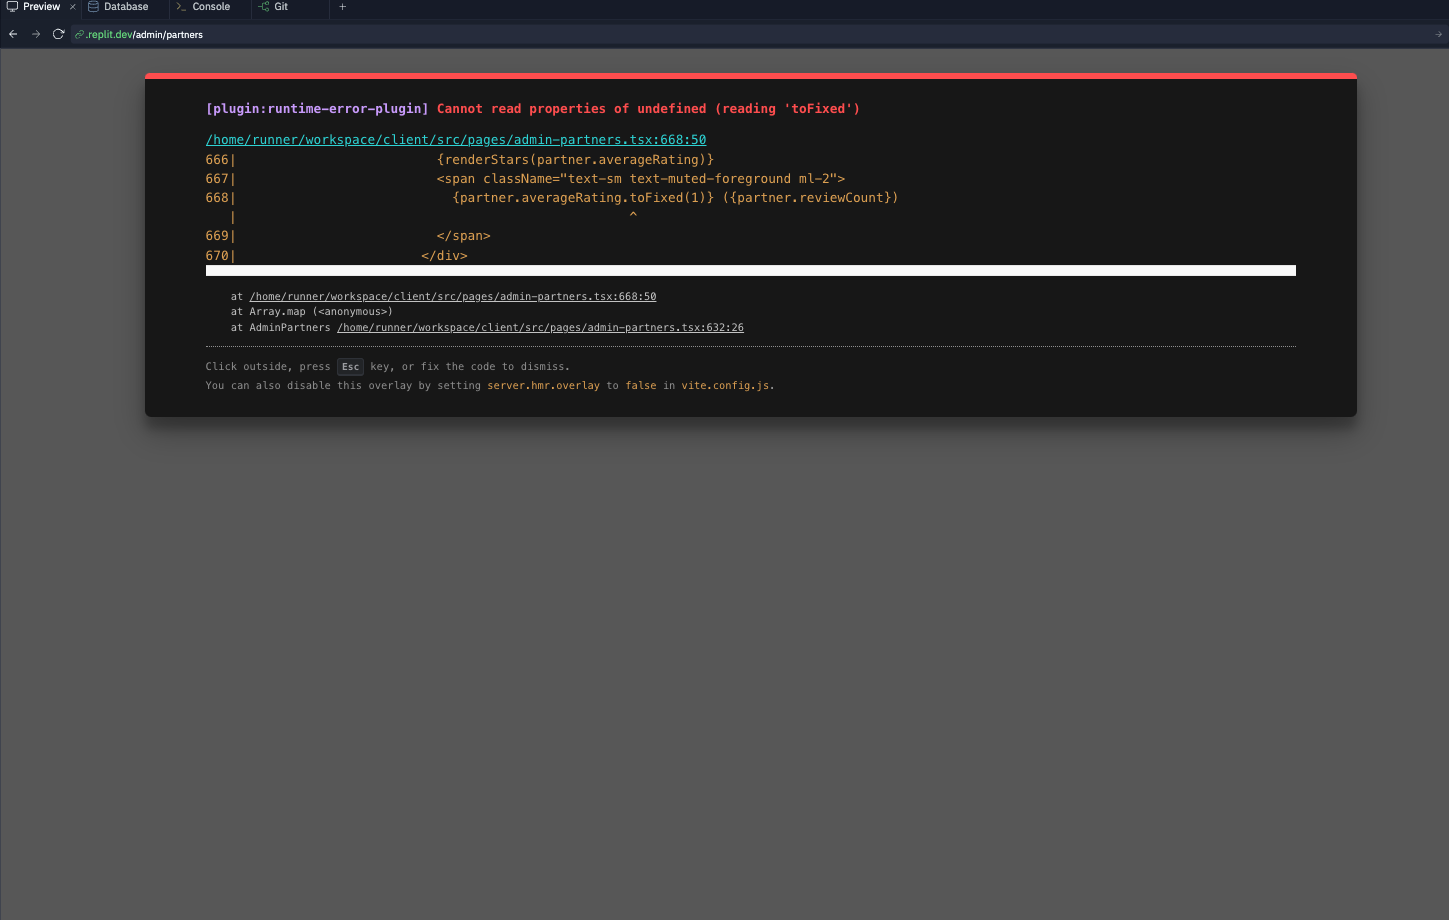 Preview × Database Console Git +
.replit.dev/admin/partners
[plugin:runtime-error-plugin] Cannot read properties of undefined (reading 'toFixed')
/home/runner/workspace/client/src/pages/admin-partners.tsx:668:50
666|                          {renderStars(partner.averageRating)}
667|                          <span className="text-sm text-muted-foreground ml-2">
668|                            {partner.averageRating.toFixed(1)} ({partner.reviewCount})
   |                                                   ^
669|                          </span>
670|                        </div>
at /home/runner/workspace/client/src/pages/admin-partners.tsx:668:50
at Array.map (<anonymous>)
at AdminPartners /home/runner/workspace/client/src/pages/admin-partners.tsx:632:26
Click outside, press Esc key, or fix the code to dismiss.
You can also disable this overlay by setting server.hmr.overlay to false in vite.config.js.